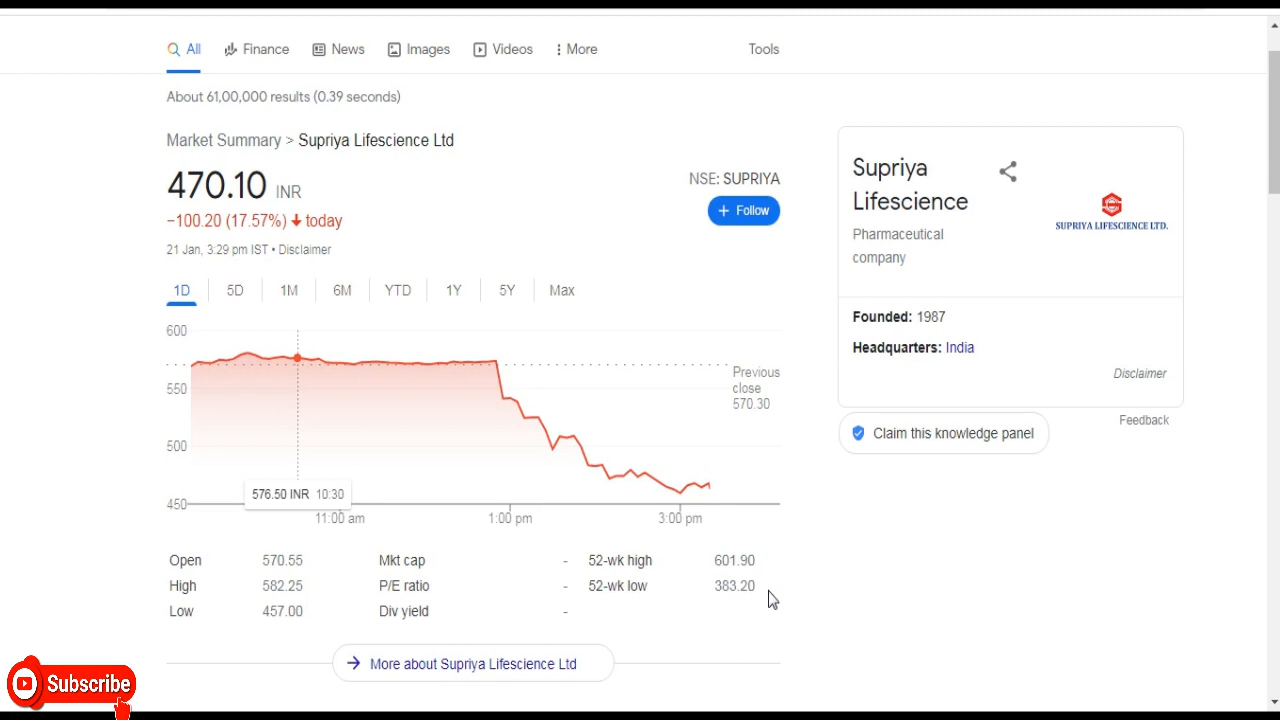 All Finance News Images Videos More Tools
About 61,00,000 results (0.39 seconds)
Market Summary > Supriya Lifescience Ltd
470.10 INR
−100.20 (17.57%) today
21 Jan, 3:29 pm IST • Disclaimer
NSE: SUPRIYA
+ Follow
1D 5D 1M 6M YTD 1Y 5Y Max
600
550
500
450
Previous
close
570.30
576.50 INR 10:30
11:00 am 1:00 pm 3:00 pm
Open 570.55 Mkt cap - 52-wk high 601.90
High 582.25 P/E ratio - 52-wk low 383.20
Low 457.00 Div yield -
More about Supriya Lifescience Ltd
Supriya
Lifescience
Pharmaceutical
company
SUPRIYA LIFESCIENCE LTD.
Founded: 1987
Headquarters: India
Disclaimer
Feedback
Claim this knowledge panel
Subscribe